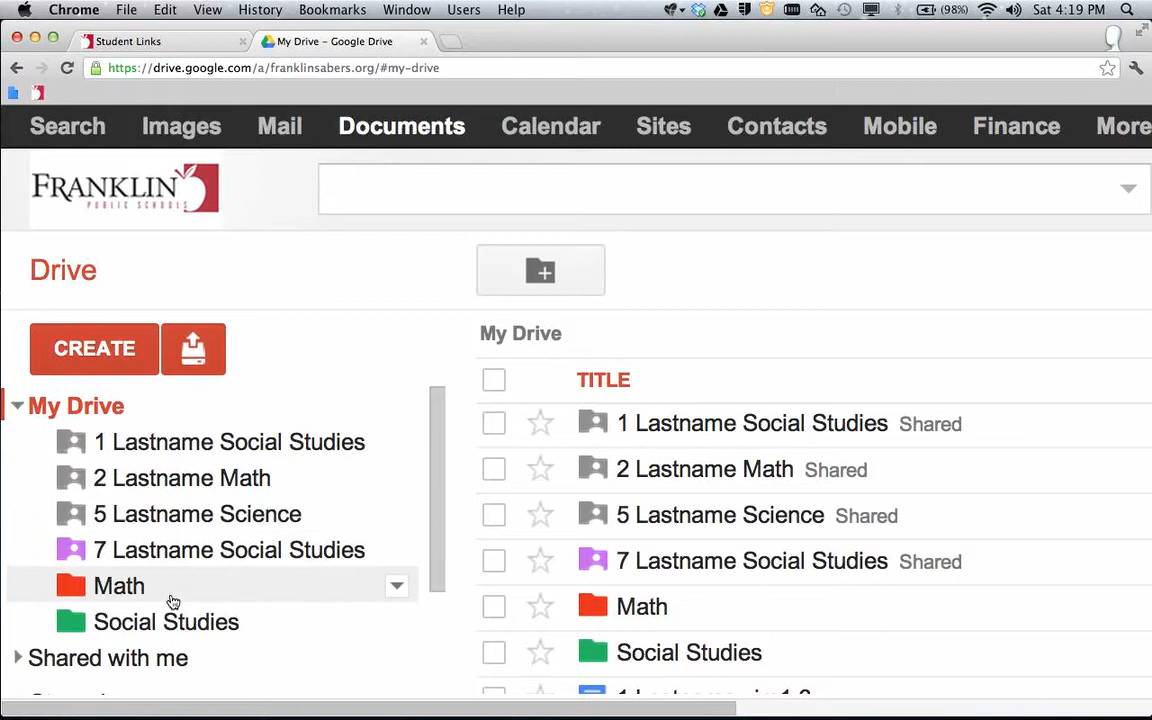 Chrome File Edit View History Bookmarks Window Users Help (98%) Sat 4:19 PM
Student Links My Drive – Google Drive
https://drive.google.com/a/franklinsabers.org/#my-drive
Search Images Mail Documents Calendar Sites Contacts Mobile Finance More
FRANKLIN
PUBLIC SCHOOLS
Drive
My Drive
CREATE
TITLE
My Drive
1 Lastname Social Studies Shared
1 Lastname Social Studies
2 Lastname Math Shared
2 Lastname Math
5 Lastname Science Shared
5 Lastname Science
7 Lastname Social Studies Shared
7 Lastname Social Studies
Math
Math
Social Studies
Social Studies
Shared with me